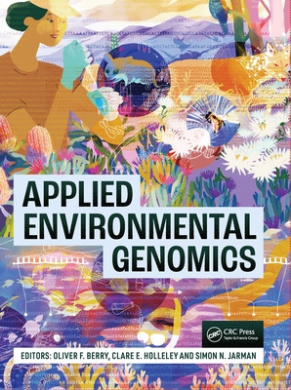 APPLIED
ENVIRONMENTAL
GENOMICS
CRC Press
Taylor & Francis Group
EDITORS: OLIVER F. BERRY, CLARE E. HOLLELEY AND SIMON N. JARMAN